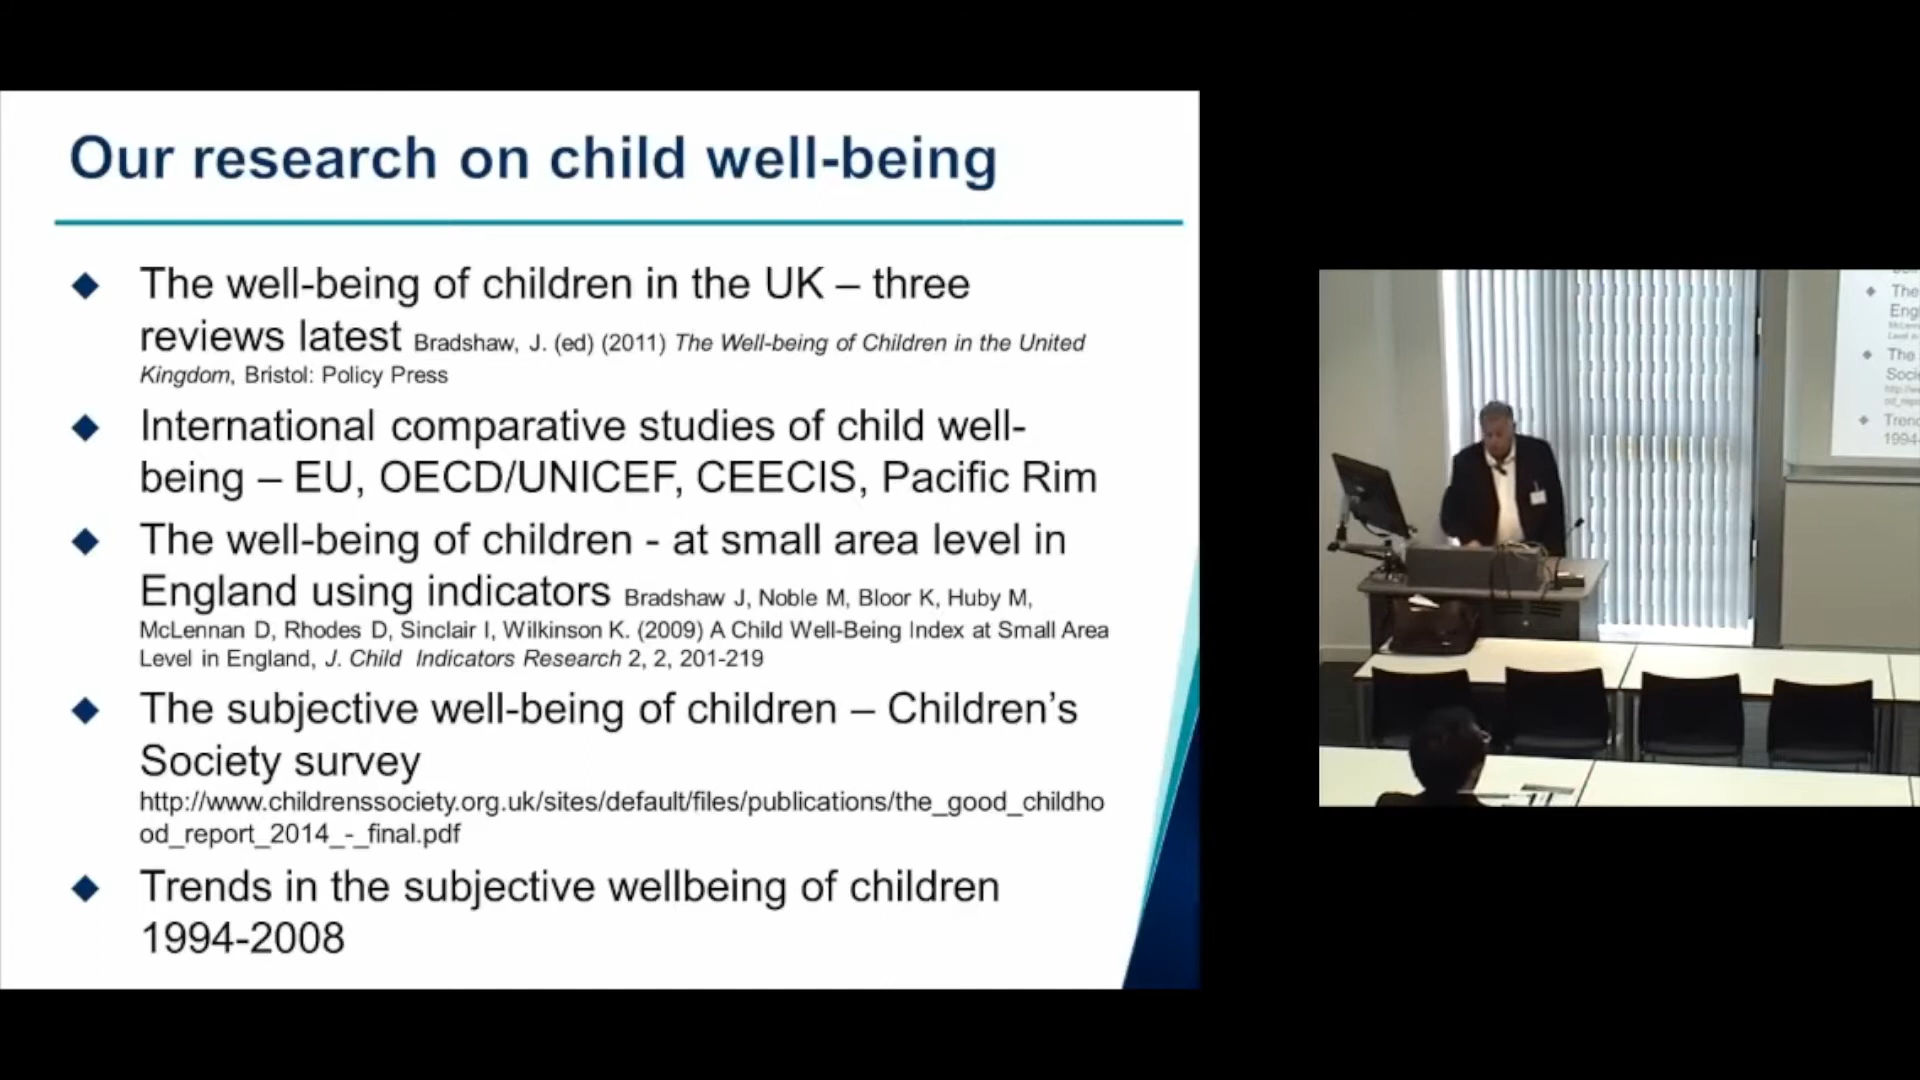 Our research on child well-being
The well-being of children in the UK – three
reviews latest Bradshaw, J. (ed) (2011) The Well-being of Children in the United
Kingdom, Bristol: Policy Press
International comparative studies of child well-
being – EU, OECD/UNICEF, CEECIS, Pacific Rim
The well-being of children - at small area level in
England using indicators Bradshaw J, Noble M, Bloor K, Huby M,
McLennan D, Rhodes D, Sinclair I, Wilkinson K. (2009) A Child Well-Being Index at Small Area
Level in England, J. Child Indicators Research 2, 2, 201-219
The subjective well-being of children – Children’s
Society survey
http://www.childrenssociety.org.uk/sites/default/files/publications/the_good_childho
od_report_2014_-_final.pdf
Trends in the subjective wellbeing of children
1994-2008
The
Engl
The
Soci
Tren
1994-